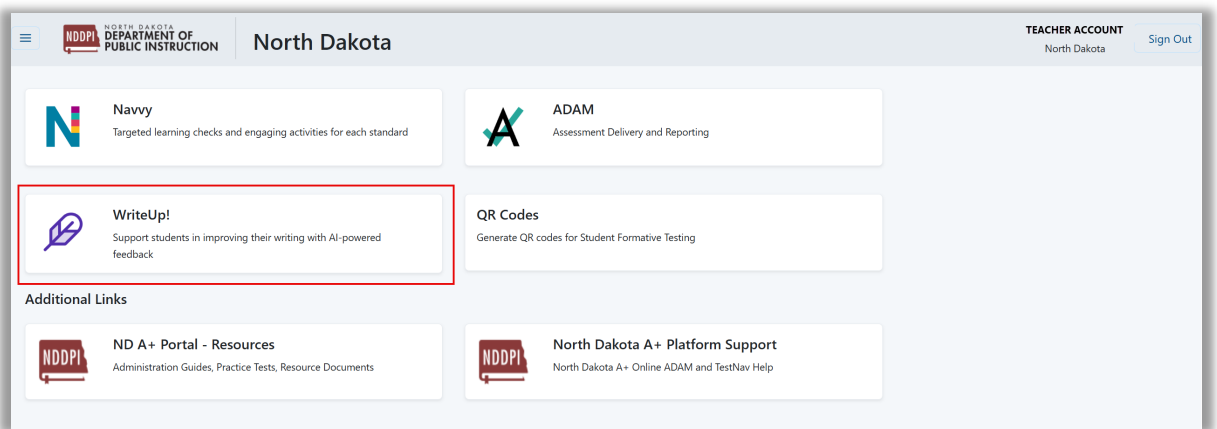 NDDPI
NORTH DAKOTA
DEPARTMENT OF
PUBLIC INSTRUCTION
North Dakota
TEACHER ACCOUNT
North Dakota
Sign Out
Navvy
Targeted learning checks and engaging activities for each standard
ADAM
Assessment Delivery and Reporting
WriteUp!
Support students in improving their writing with AI-powered
feedback
QR Codes
Generate QR codes for Student Formative Testing
Additional Links
NDDPI
ND A+ Portal - Resources
Administration Guides, Practice Tests, Resource Documents
NDDPI
North Dakota A+ Platform Support
North Dakota A+ Online ADAM and TestNav Help